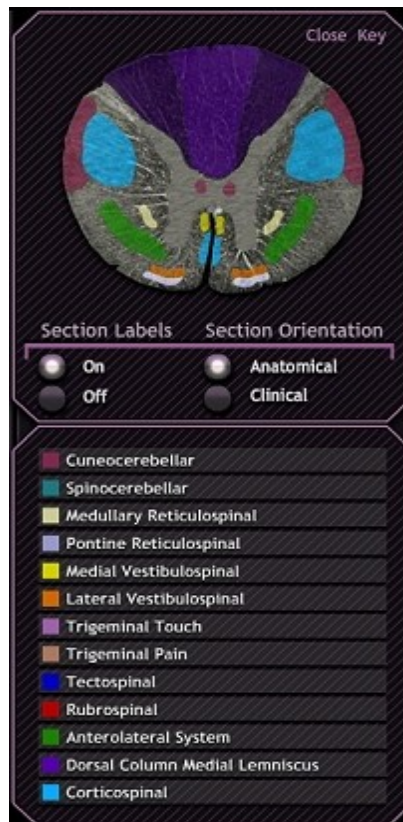 Close Key
Section Labels Section Orientation
On Anatomical
Off Clinical
Cuneocerebellar
Spinocerebellar
Medullary Reticulospinal
Pontine Reticulospinal
Medial Vestibulospinal
Lateral Vestibulospinal
Trigeminal Touch
Trigeminal Pain
Tectospinal
Rubrospinal
Anterolateral System
Dorsal Column Medial Lemniscus
Corticospinal